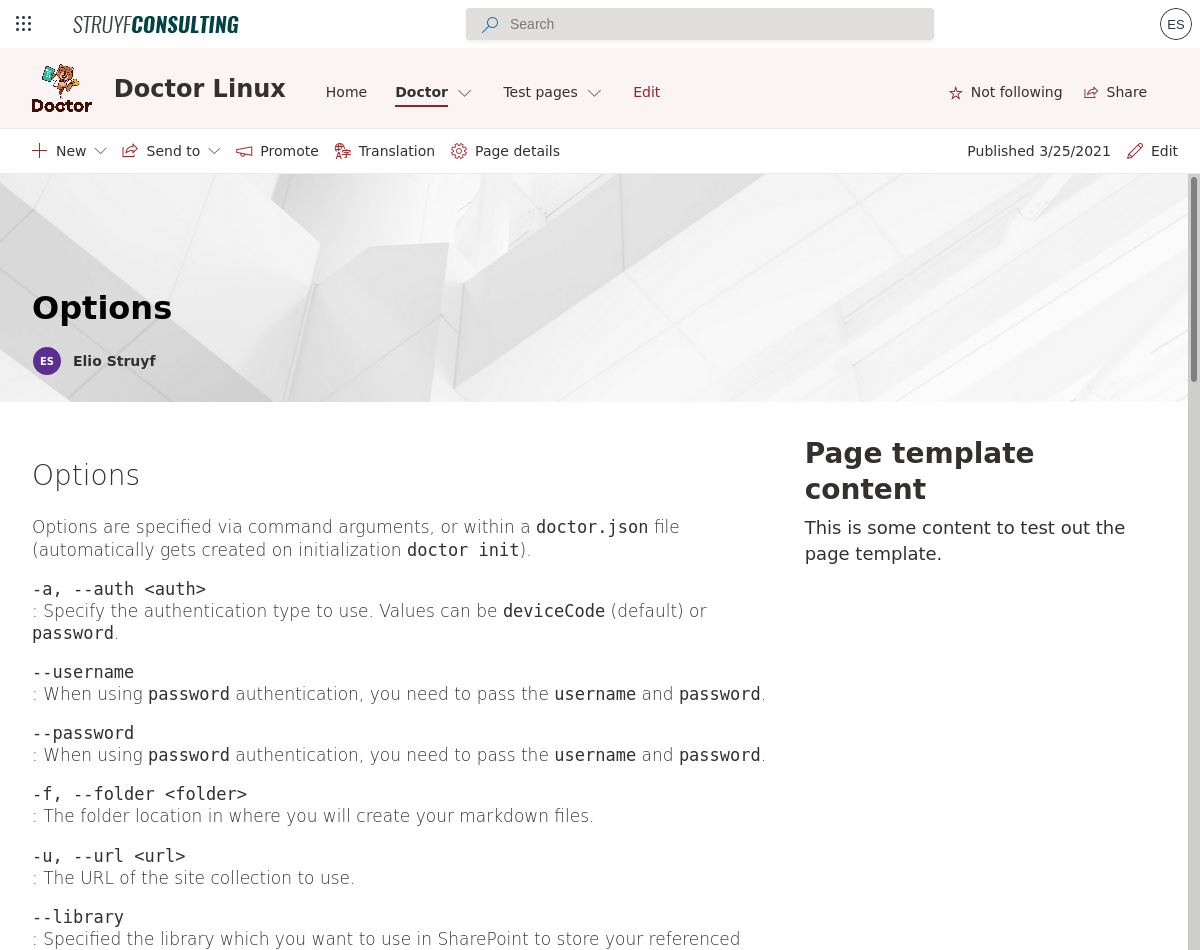 STRUYFCONSULTING
Search
ES
Doctor
Doctor Linux
Home
Doctor
Test pages
Edit
Not following
Share
New
Send to
Promote
Translation
Page details
Published 3/25/2021
Edit
Options
ES
Elio Struyf
Options
Options are specified via command arguments, or within a doctor.json file
(automatically gets created on initialization doctor init).
-a, --auth <auth>
: Specify the authentication type to use. Values can be deviceCode (default) or
password.
--username
: When using password authentication, you need to pass the username and password.
--password
: When using password authentication, you need to pass the username and password.
-f, --folder <folder>
: The folder location in where you will create your markdown files.
-u, --url <url>
: The URL of the site collection to use.
--library
: Specified the library which you want to use in SharePoint to store your referenced
Page template
content
This is some content to test out the
page template.